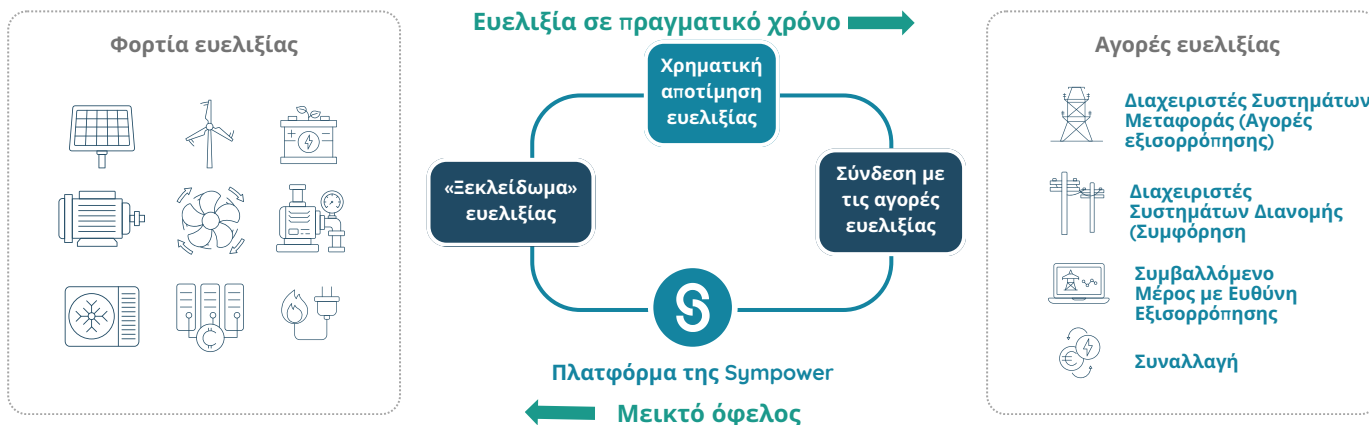 Φορτία ευελιξίας
Ευελιξία σε πραγματικό χρόνο
Χρηματική
αποτίμηση
ευελιξίας
«Ξεκλείδωμα»
ευελιξίας
Σύνδεση με
τις αγορές
ευελιξίας
Πλατφόρμα της Sympower
Μεικτό όφελος
Αγορές ευελιξίας
Διαχειριστές Συστημάτων
Μεταφοράς (Αγορές
εξισορρόπησης)
Διαχειριστές
Συστημάτων Διανομής
(Συμφόρηση
Συμβαλλόμενο
Μέρος με Ευθύνη
Εξισορρόπησης
Συναλλαγή